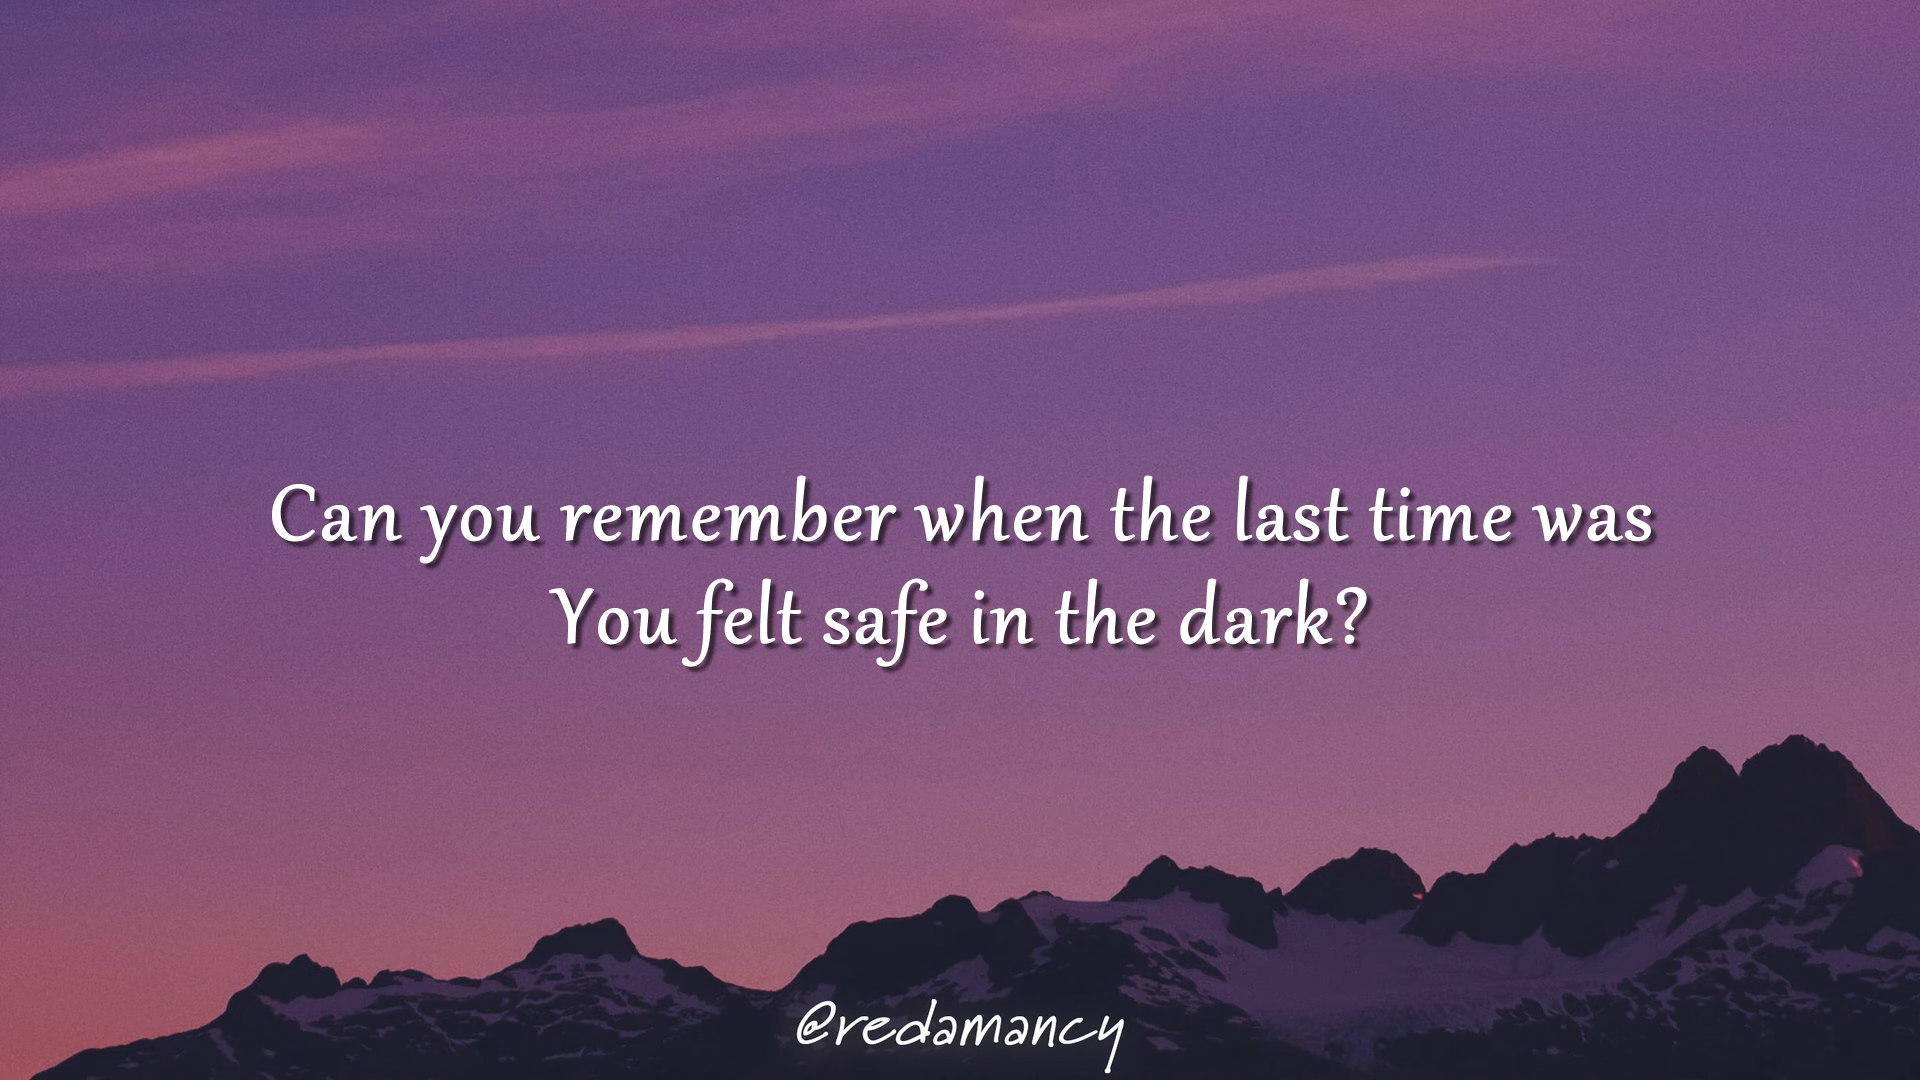 Can you remember when the last time was
You felt safe in the dark?
@redamancy